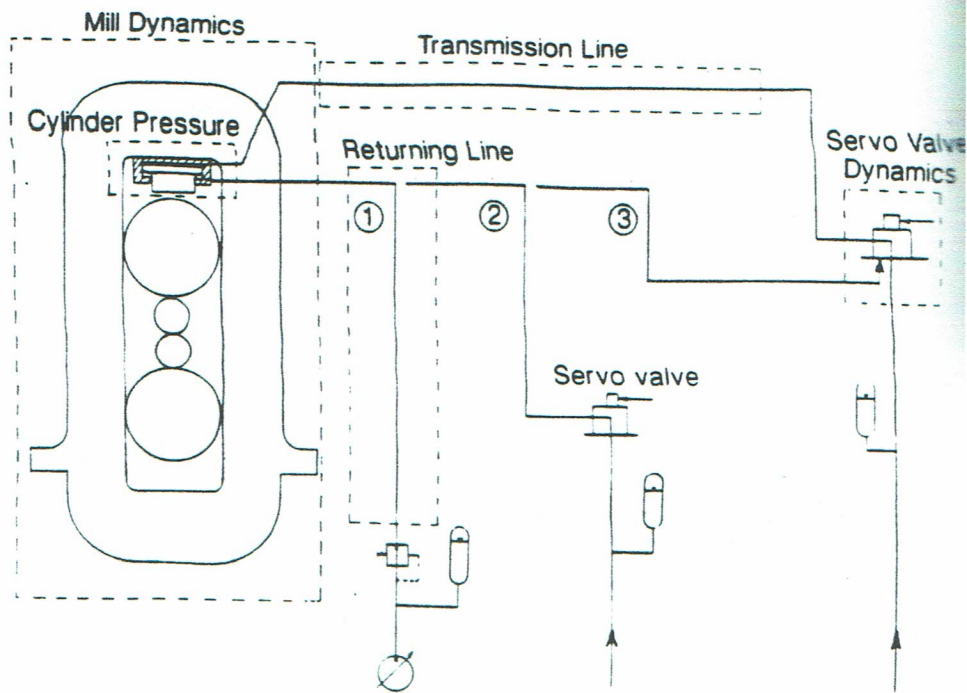 Mill Dynamics
Transmission Line
Cylinder Pressure
Returning Line
Servo Valve
Dynamics
①
②
③
Servo valve